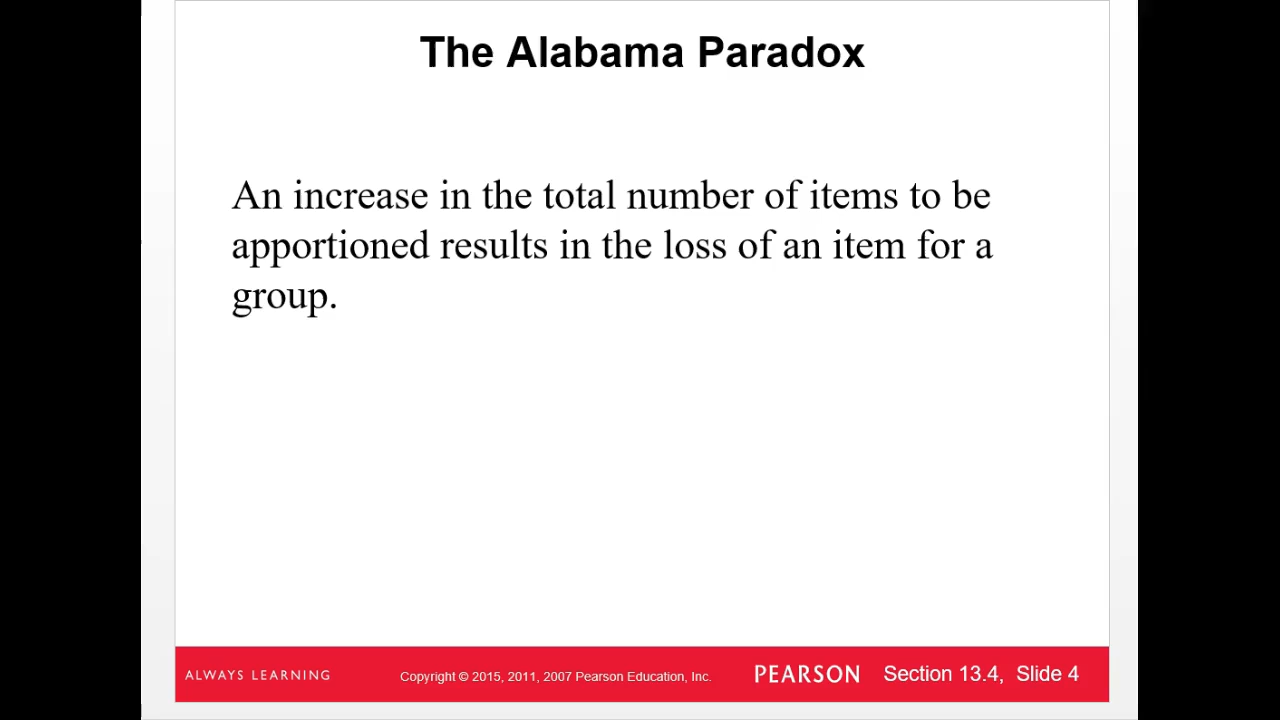 The Alabama Paradox
An increase in the total number of items to be
apportioned results in the loss of an item for a
group.
ALWAYS LEARNING
Copyright © 2015, 2011, 2007 Pearson Education, Inc.
PEARSON
Section 13.4, Slide 4